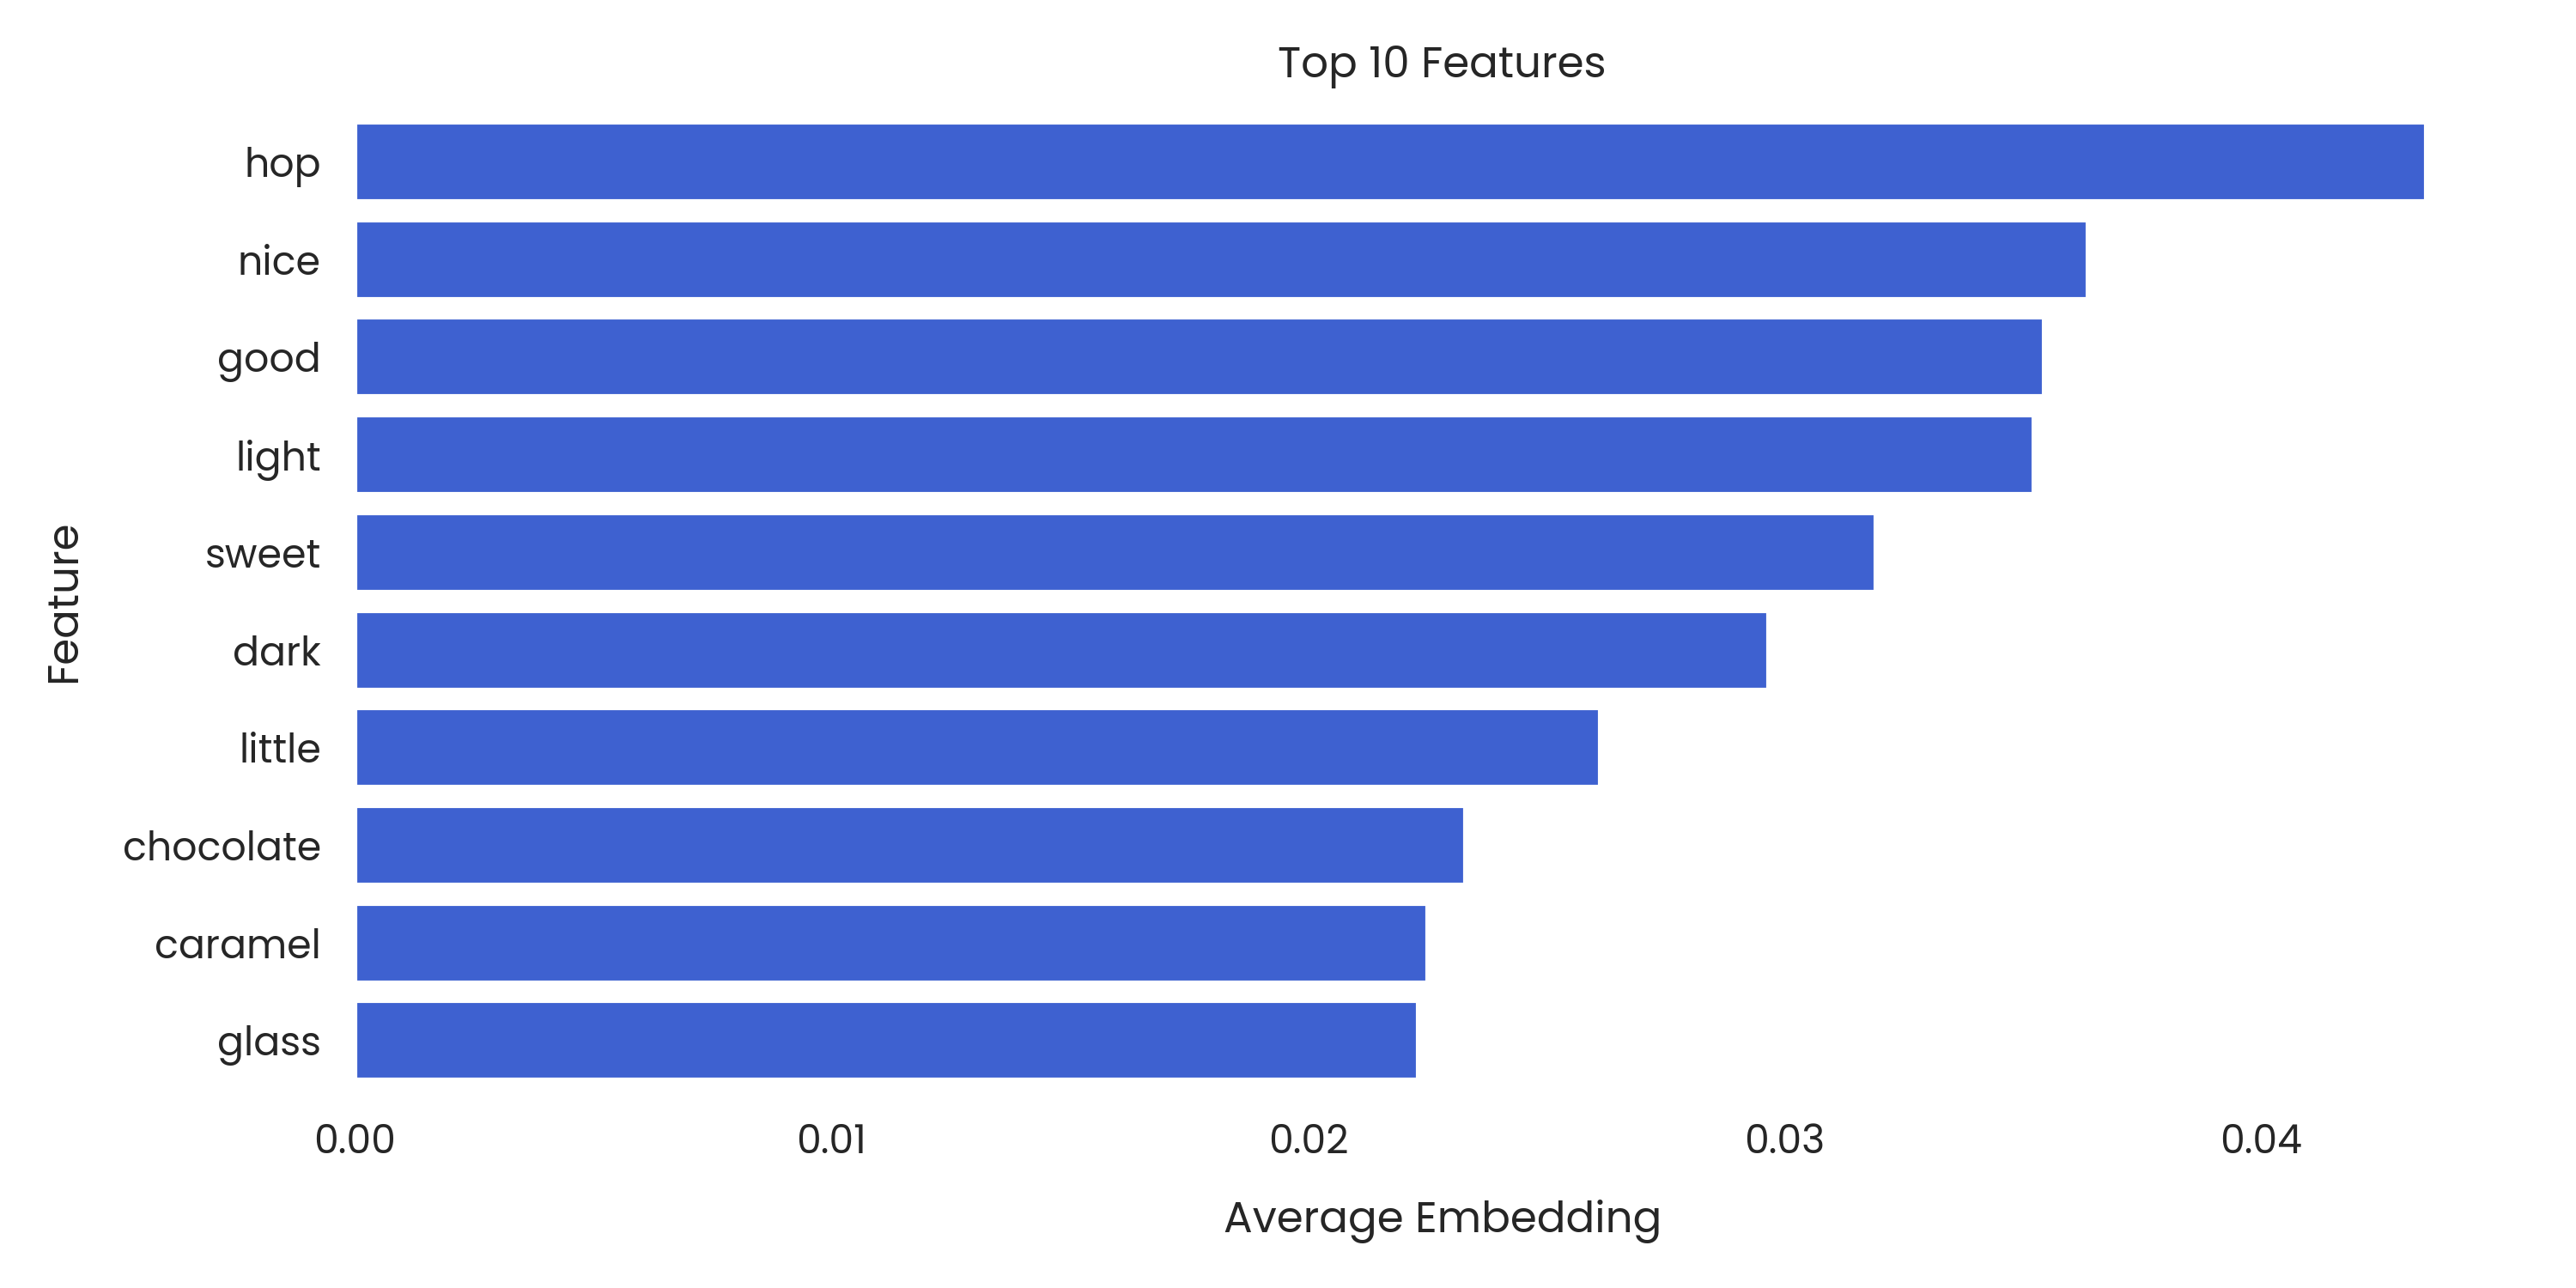 Top 10 Features
Feature
hop
nice
good
light
sweet
dark
little
chocolate
caramel
glass
0.00 0.01 0.02 0.03 0.04
Average Embedding